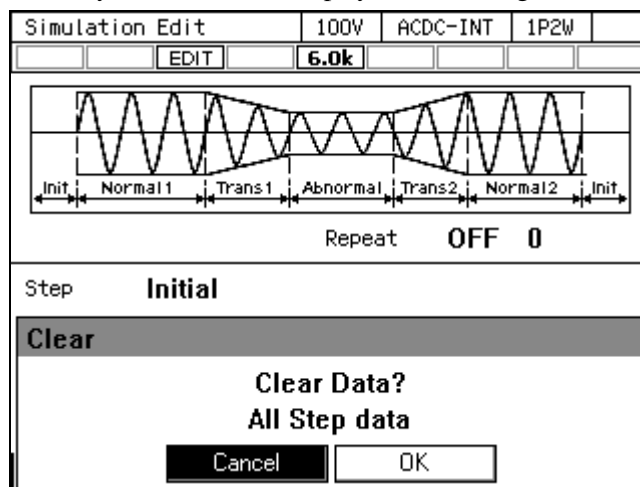 Simulation Edit 100V ACDC-INT 1P2W
EDIT 6.0k
Init Normal1 Trans1 Abnormal Trans2 Normal2 Init
Repeat OFF 0
Step Initial
Clear
Clear Data?
All Step data
Cancel OK